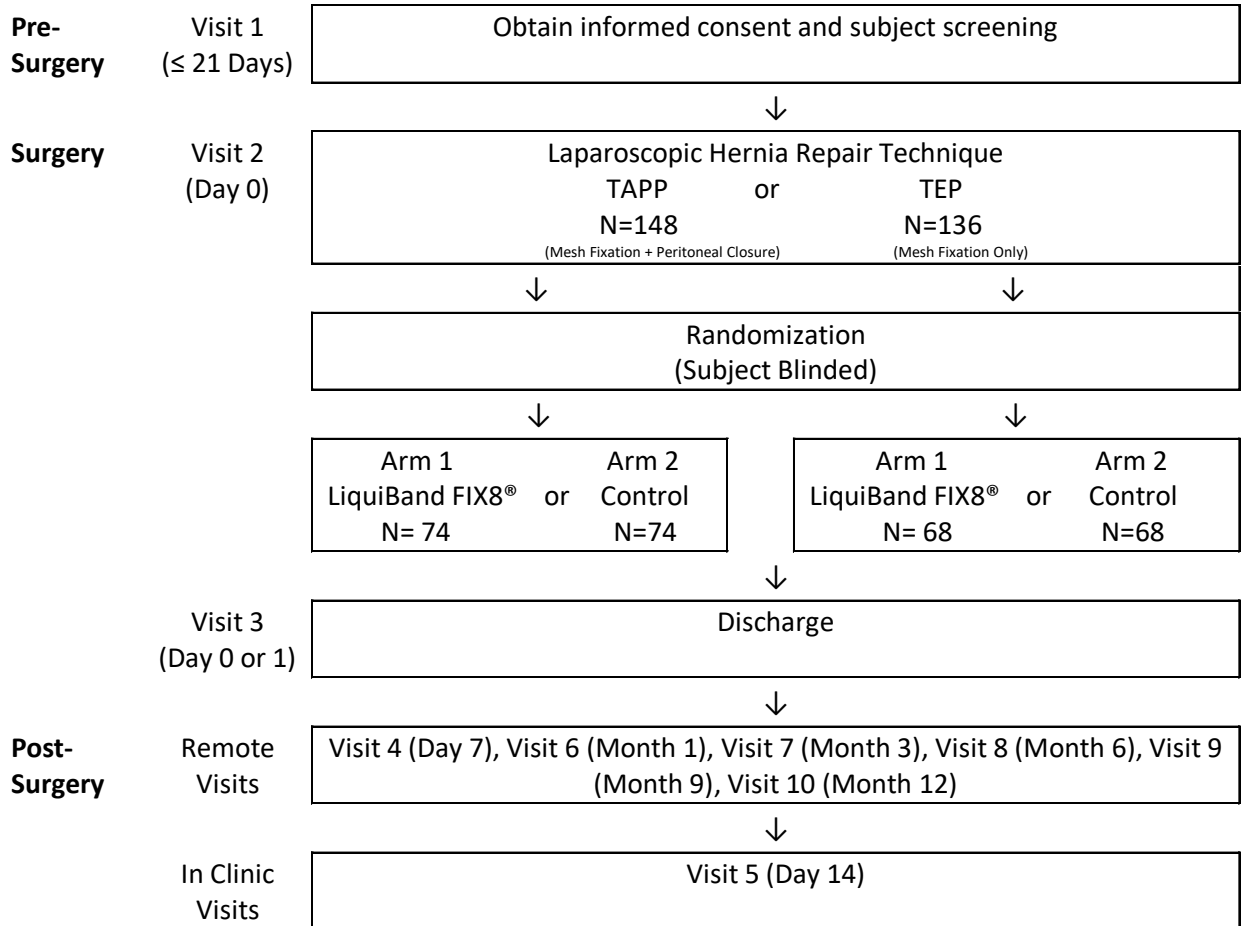 Pre-Surgery
Visit 1
(≤ 21 Days)
Obtain informed consent and subject screening
↓
Surgery
Visit 2
(Day 0)
Laparoscopic Hernia Repair Technique
TAPP or TEP
N=148 N=136
(Mesh Fixation + Peritoneal Closure) (Mesh Fixation Only)
↓ ↓
Randomization
(Subject Blinded)
↓ ↓
Arm 1 Arm 2
LiquiBand FIX8® or Control
N= 74 N=74
Arm 1 Arm 2
LiquiBand FIX8® or Control
N= 68 N=68
↓
Visit 3
(Day 0 or 1)
Discharge
↓
Post-
Surgery
Remote
Visits
Visit 4 (Day 7), Visit 6 (Month 1), Visit 7 (Month 3), Visit 8 (Month 6), Visit 9
(Month 9), Visit 10 (Month 12)
↓
In Clinic
Visits
Visit 5 (Day 14)